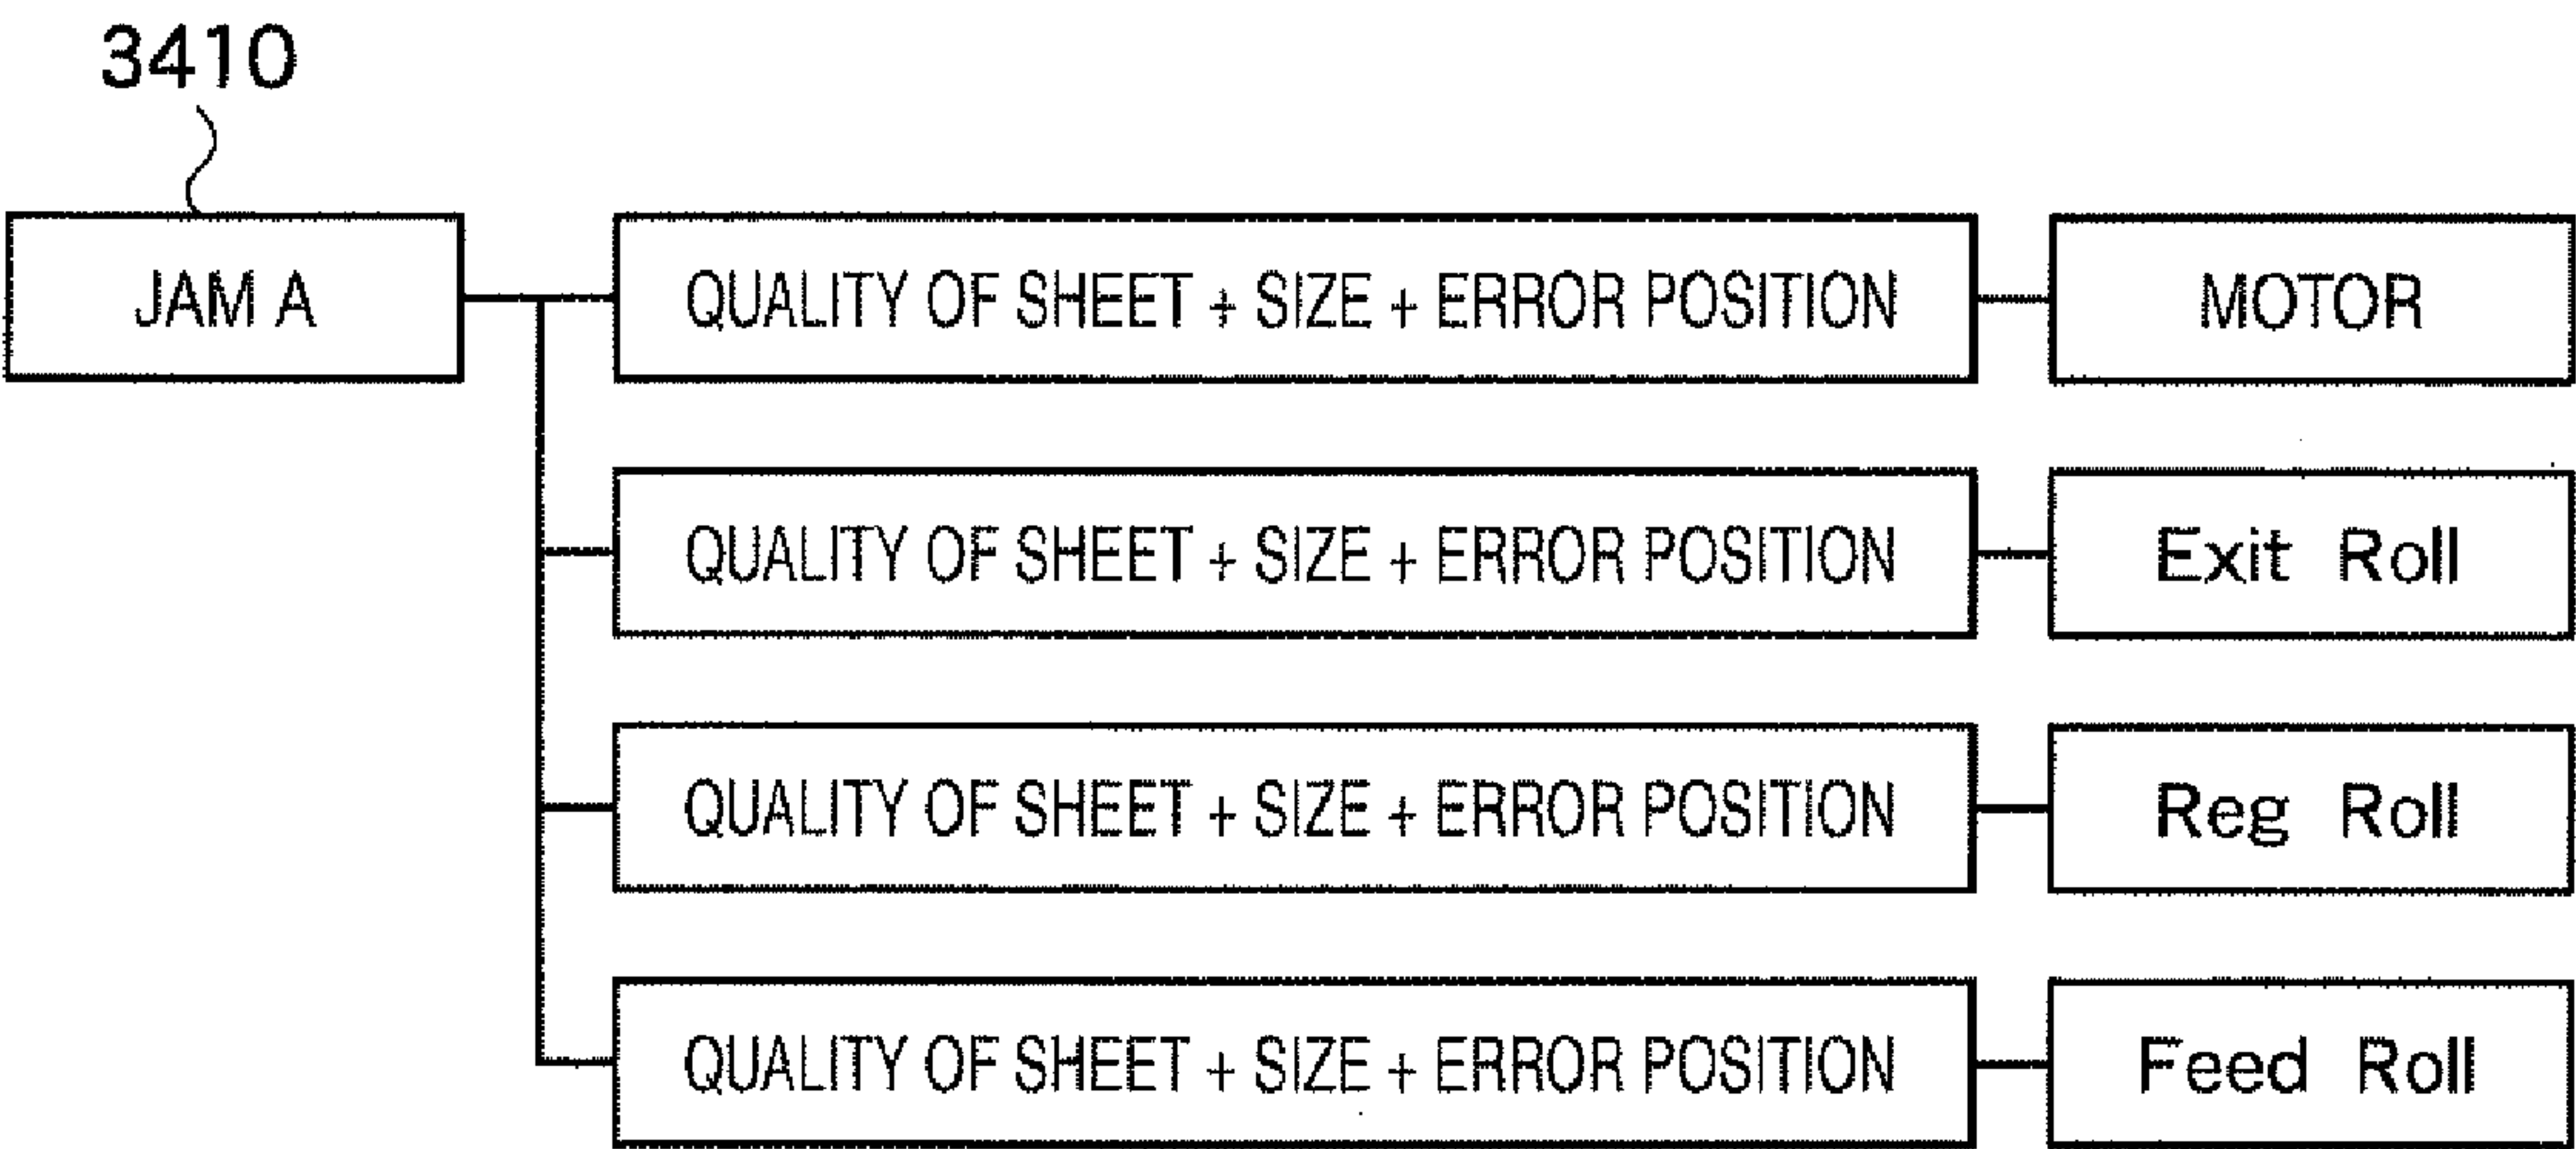 3410
JAM A
QUALITY OF SHEET + SIZE + ERROR POSITION
MOTOR
QUALITY OF SHEET + SIZE + ERROR POSITION
Exit Roll
QUALITY OF SHEET + SIZE + ERROR POSITION
Reg Roll
QUALITY OF SHEET + SIZE + ERROR POSITION
Feed Roll